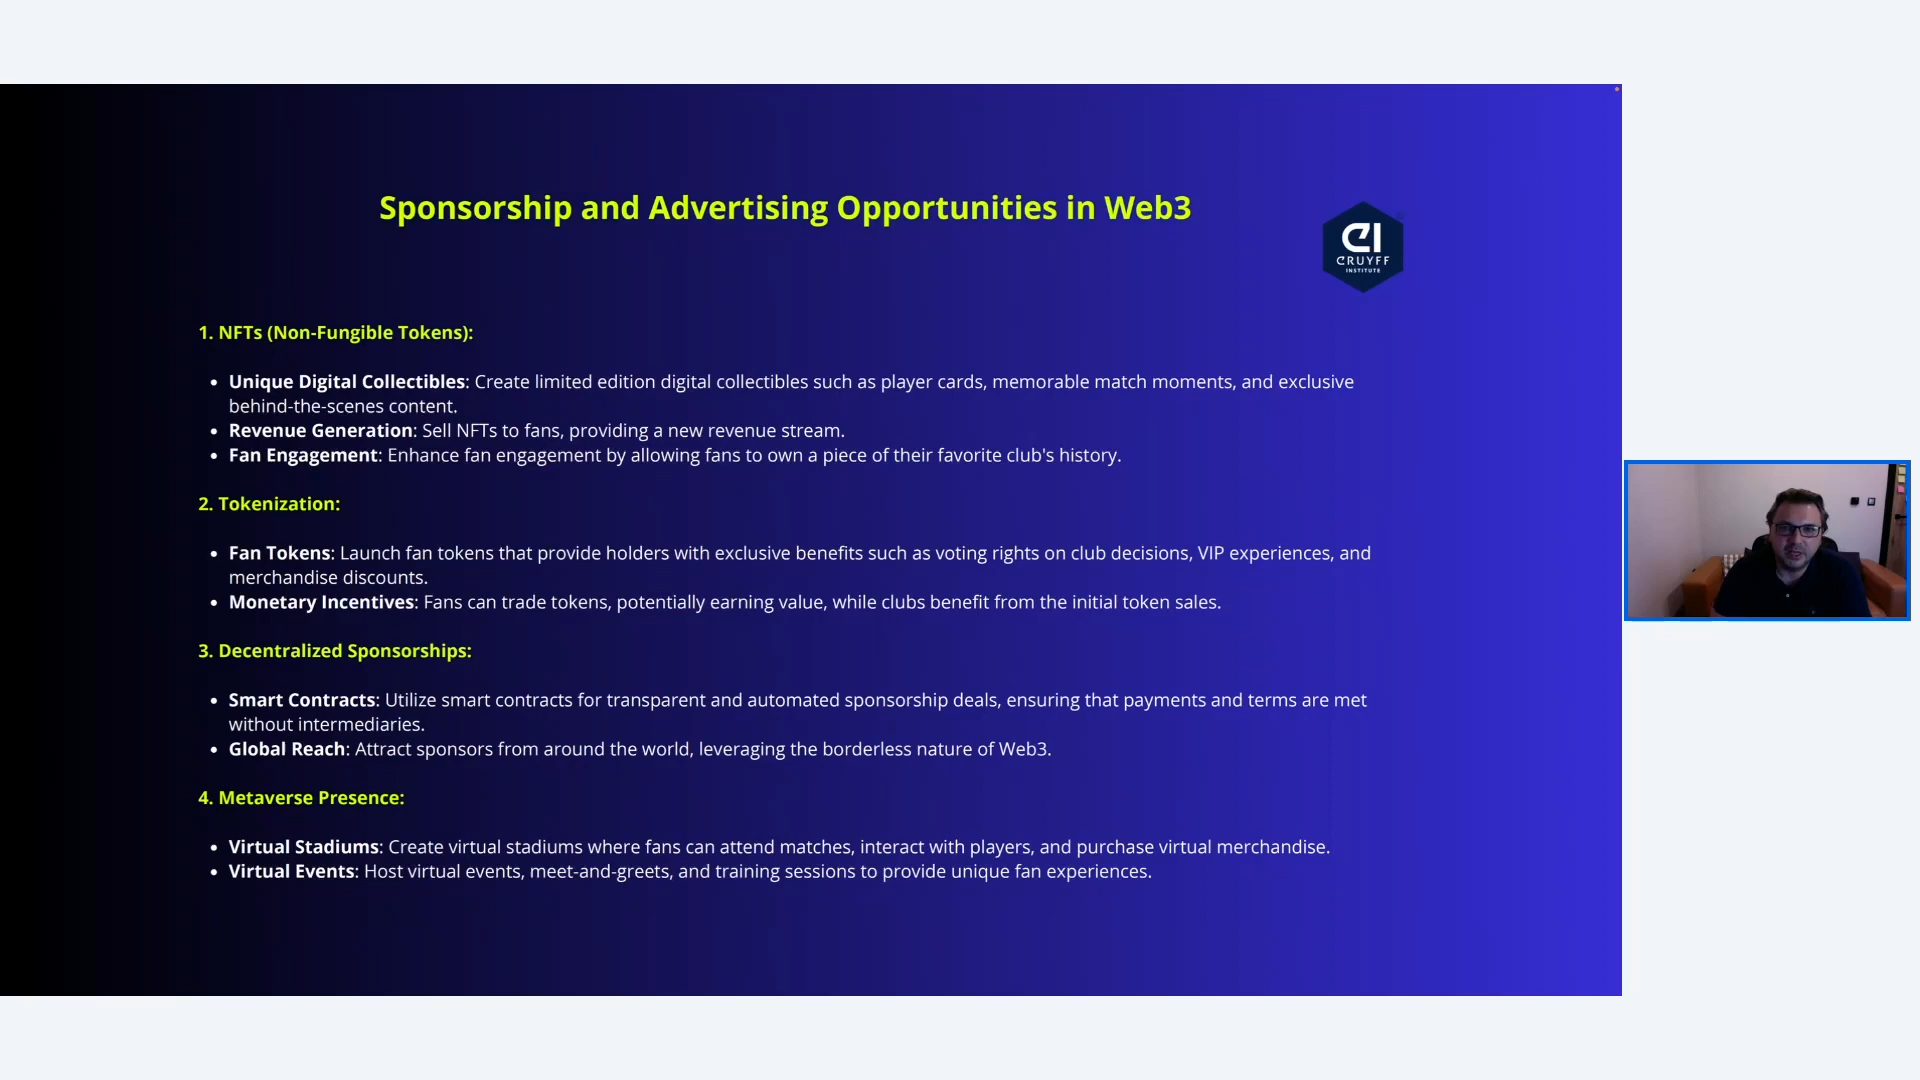 Sponsorship and Advertising Opportunities in Web3
CI
CRUYFF
INSTITUTE
1. NFTs (Non-Fungible Tokens):
• Unique Digital Collectibles: Create limited edition digital collectibles such as player cards, memorable match moments, and exclusive
behind-the-scenes content.
• Revenue Generation: Sell NFTs to fans, providing a new revenue stream.
• Fan Engagement: Enhance fan engagement by allowing fans to own a piece of their favorite club's history.
2. Tokenization:
• Fan Tokens: Launch fan tokens that provide holders with exclusive benefits such as voting rights on club decisions, VIP experiences, and
merchandise discounts.
• Monetary Incentives: Fans can trade tokens, potentially earning value, while clubs benefit from the initial token sales.
3. Decentralized Sponsorships:
• Smart Contracts: Utilize smart contracts for transparent and automated sponsorship deals, ensuring that payments and terms are met
without intermediaries.
• Global Reach: Attract sponsors from around the world, leveraging the borderless nature of Web3.
4. Metaverse Presence:
• Virtual Stadiums: Create virtual stadiums where fans can attend matches, interact with players, and purchase virtual merchandise.
• Virtual Events: Host virtual events, meet-and-greets, and training sessions to provide unique fan experiences.